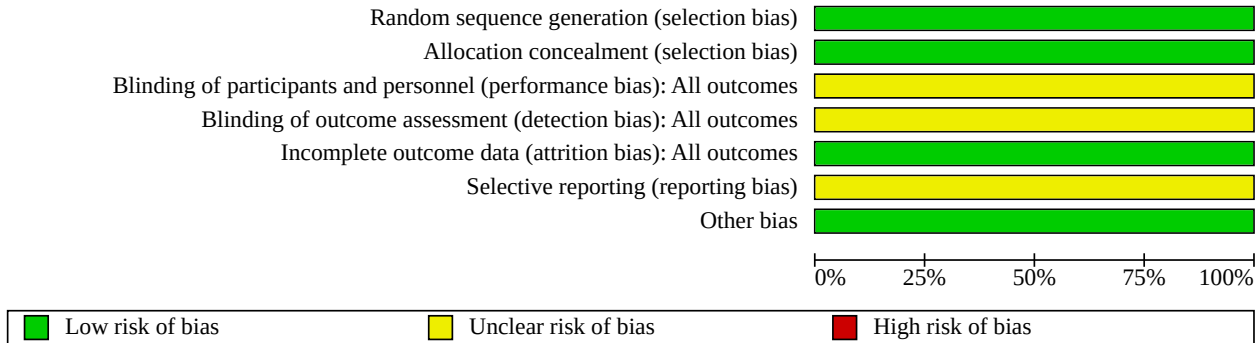 Random sequence generation (selection bias)
Allocation concealment (selection bias)
Blinding of participants and personnel (performance bias): All outcomes
Blinding of outcome assessment (detection bias): All outcomes
Incomplete outcome data (attrition bias): All outcomes
Selective reporting (reporting bias)
Other bias
0% 25% 50% 75% 100%
Low risk of bias Unclear risk of bias High risk of bias